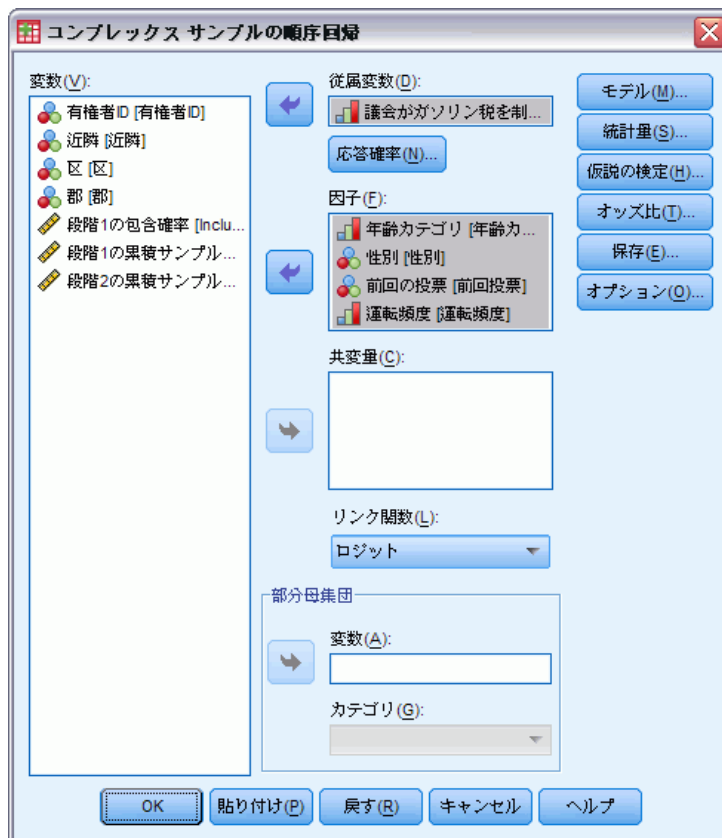 コンプレックス サンプルの順序回帰
変数(V):
有権者ID [有権者ID]
近隣 [近隣]
区 [区]
郡 [郡]
段階1の包含確率 [Inclu...
段階1の累積サンプル...
段階2の累積サンプル...
従属変数(D):
議会がガソリン税を制...
応答確率(N)...
因子(F):
年齢カテゴリ [年齢カ...
性別 [性別]
前回の投票 [前回投票]
運転頻度 [運転頻度]
共変量(C):
リンク関数(L):
ロジット
部分母集団
変数(A):
カテゴリ(G):
モデル(M)...
統計量(S)...
仮説の検定(H)...
オッズ比(T)...
保存(E)...
オプション(O)...
OK
貼り付け(P)
戻す(R)
キャンセル
ヘルプ